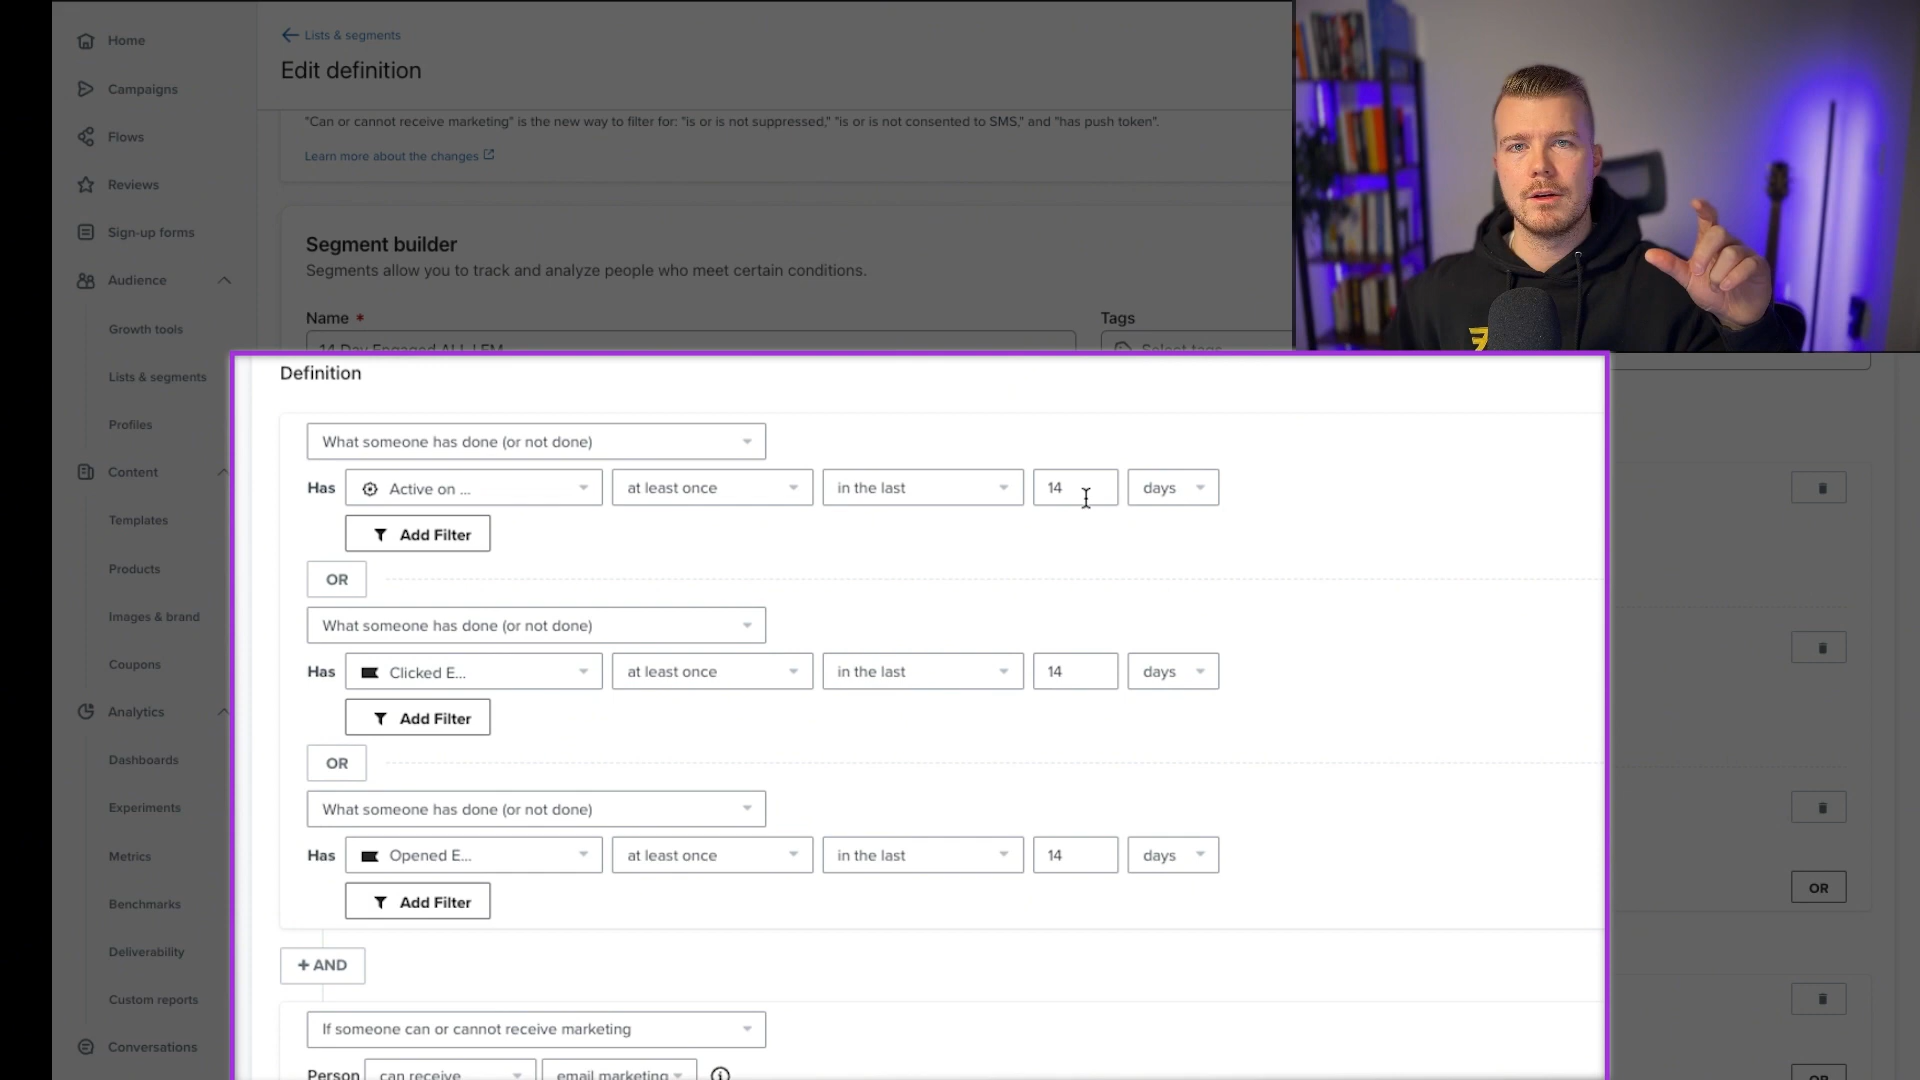 Home
Campaigns
Flows
Reviews
Sign-up forms
Audience
Growth tools
Lists & segments
Profiles
Content
Templates
Products
Images & brand
Coupons
Analytics
Dashboards
Experiments
Metrics
Benchmarks
Deliverability
Custom reports
Conversations
Lists & segments
Edit definition
"Can or cannot receive marketing" is the new way to filter for: "is or is not suppressed," "is or is not consented to SMS," and "has push token".
Learn more about the changes
Segment builder
Segments allow you to track and analyze people who meet certain conditions.
Name *
Tags
14 Day Engaged ALL
Select tags
Definition
What someone has done (or not done)
Has Active on ... at least once in the last 14 days
Add Filter
OR
What someone has done (or not done)
Has Clicked E... at least once in the last 14 days
Add Filter
OR
What someone has done (or not done)
Has Opened E... at least once in the last 14 days
Add Filter
OR
+ AND
If someone can or cannot receive marketing
Person can receive email marketing
OR